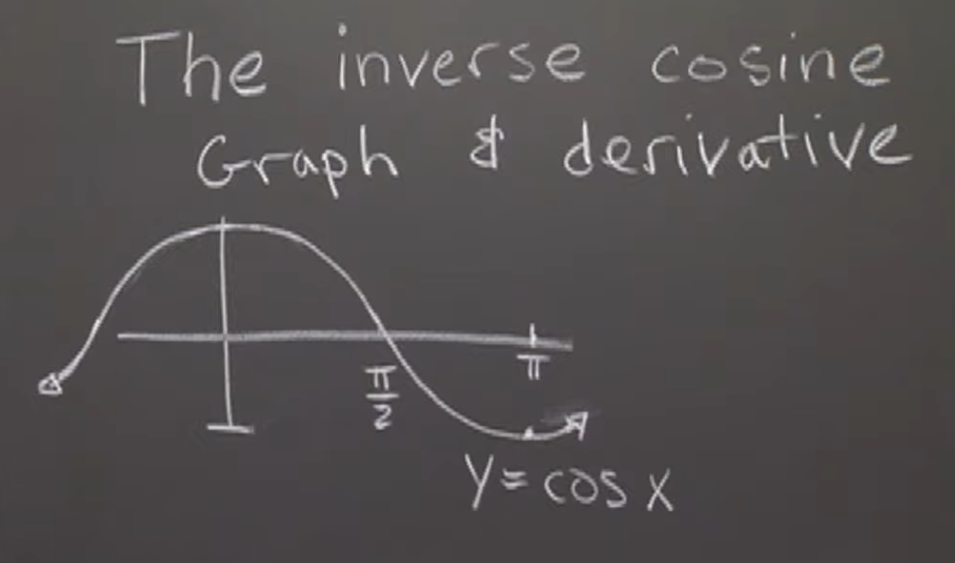 The inverse cosine
Graph & derivative
π
π/2
y = cos x